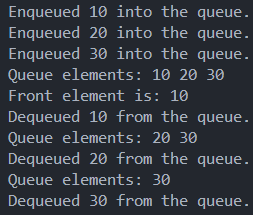 Enqueued 10 into the queue.
Enqueued 20 into the queue.
Enqueued 30 into the queue.
Queue elements: 10 20 30
Front element is: 10
Dequeued 10 from the queue.
Queue elements: 20 30
Dequeued 20 from the queue.
Queue elements: 30
Dequeued 30 from the queue.